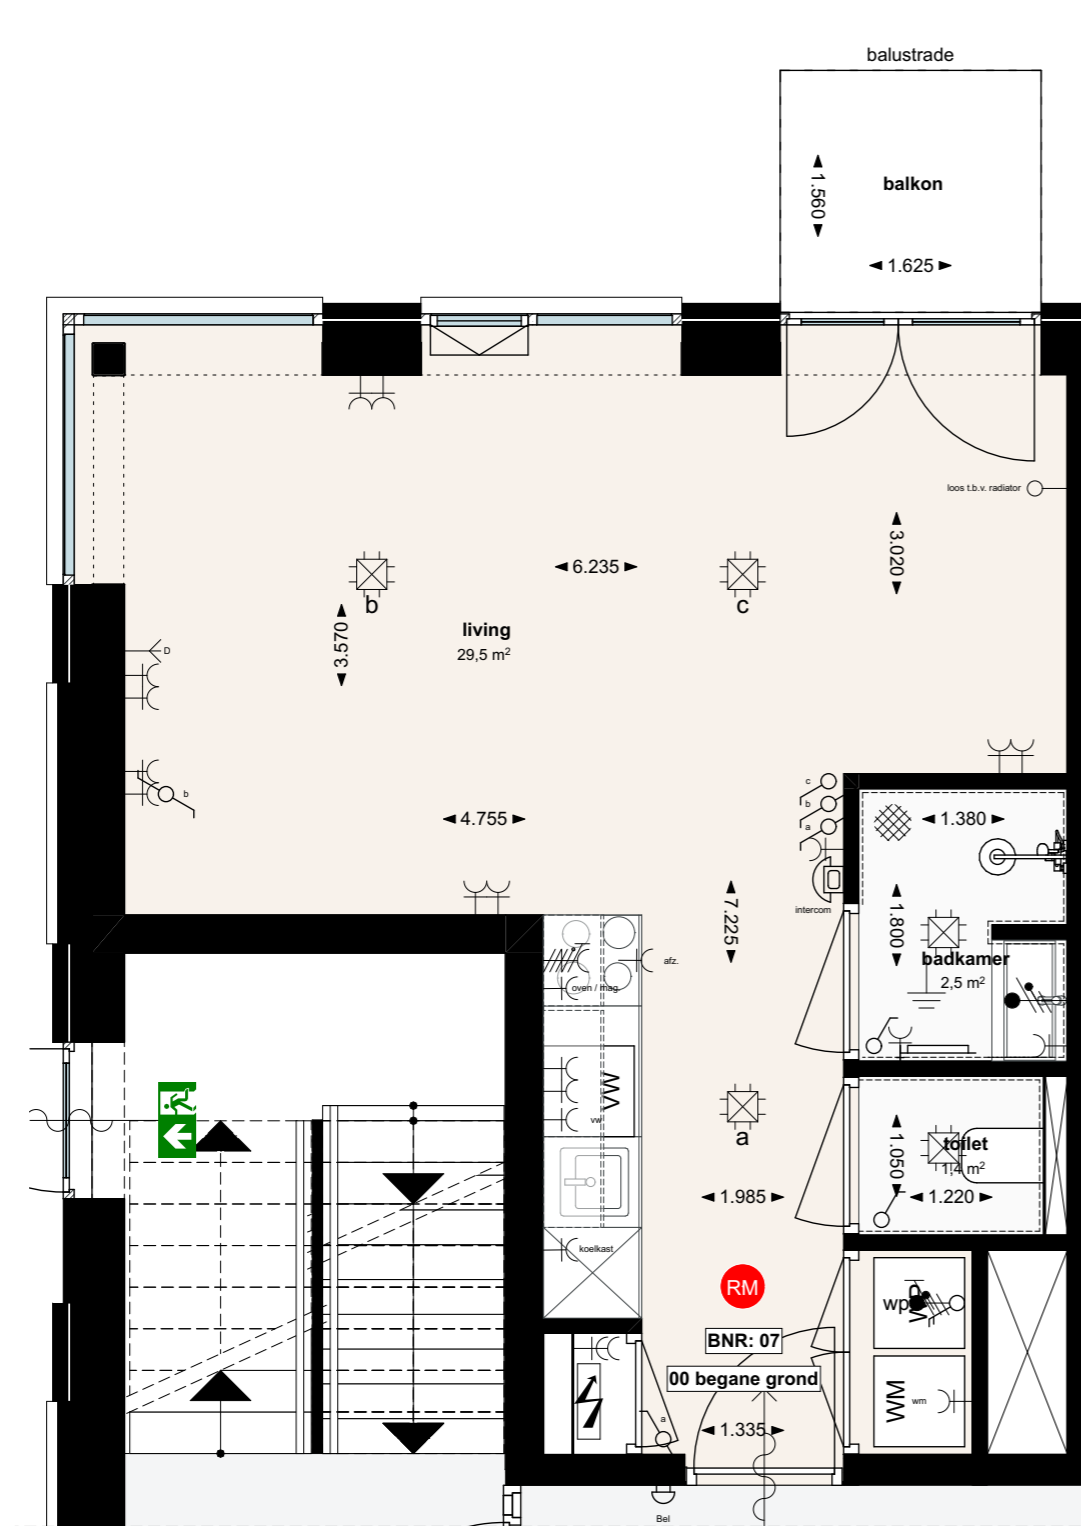 balustrade
balkon
1.560
1.625
loos t.b.v. radiator
6.235
3.020
b
c
3.570
living
29,5 m²
D
b
c
b
a
4.755
1.380
intercom
7.225
1.800
badkamer
2,5 m²
afz.
oven / mag.
VW
vw
a
toilet
1,4 m²
1.050
1.985
1.220
koelkast
RM
wp
WP
BNR: 07
00 begane grond
WM
wm
a
1.335
Bel